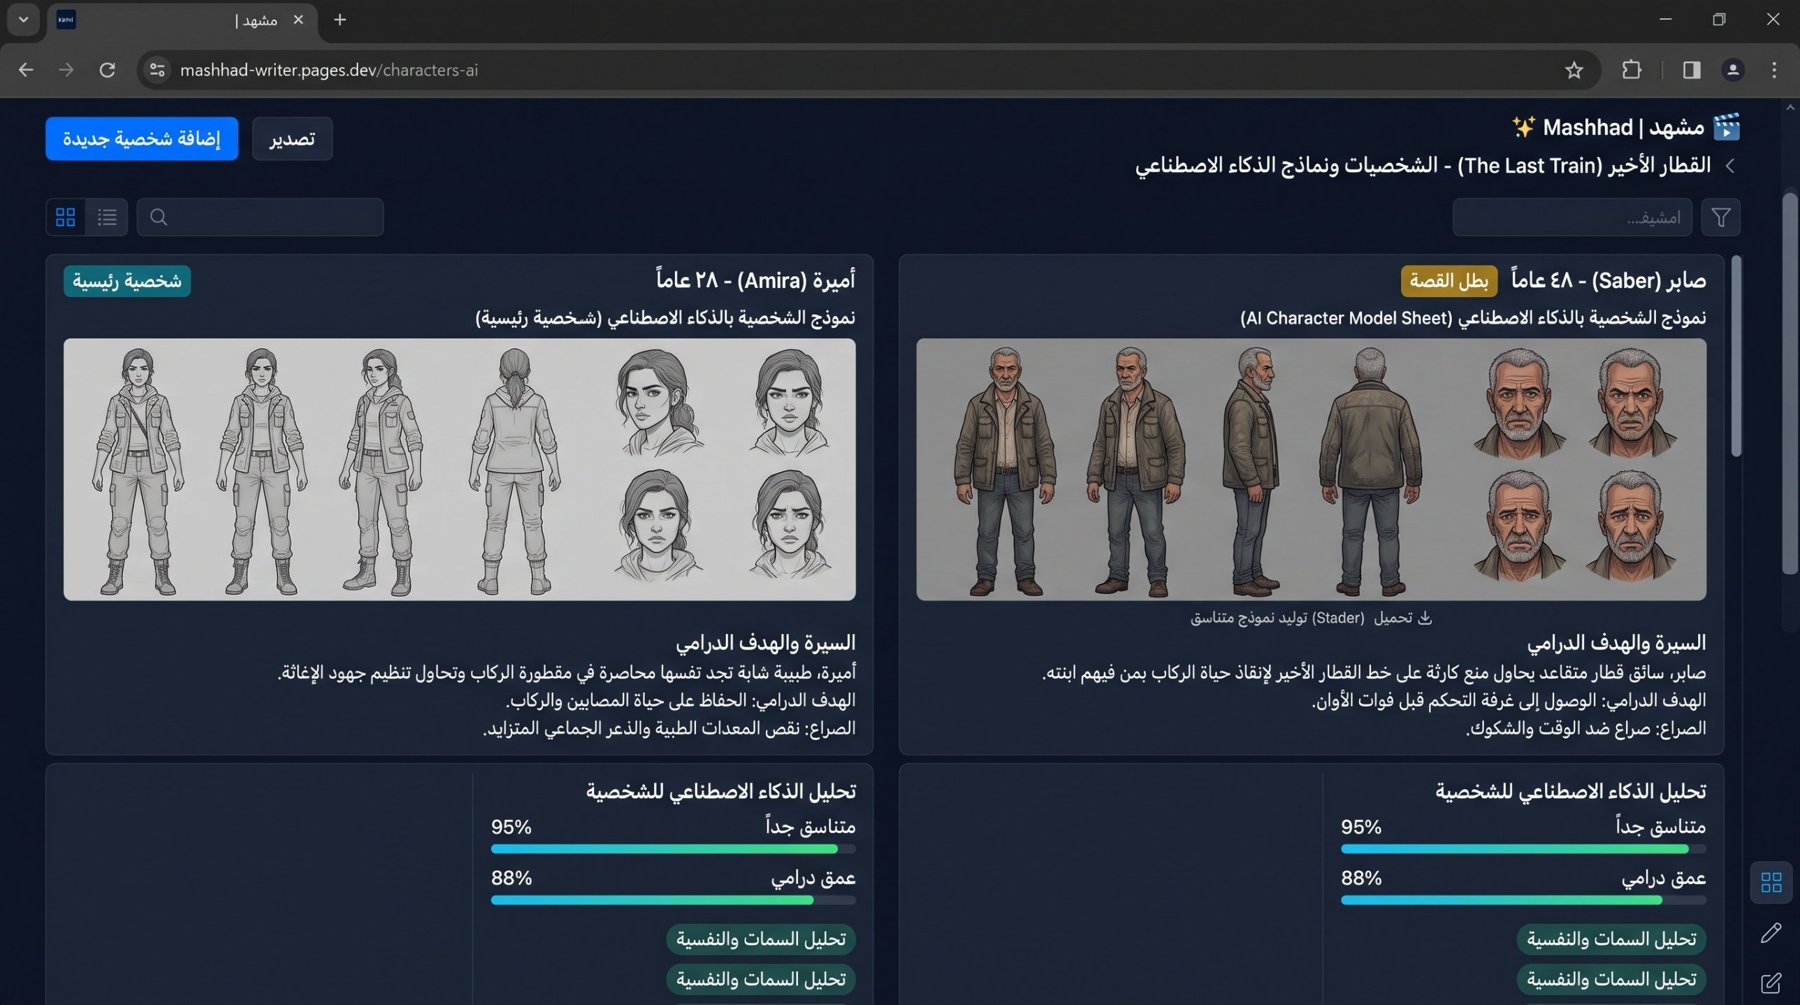 مشهد |
mashhad-writer.pages.dev/characters-ai
مشهد | Mashhad
القطار الأخير (The Last Train) - الشخصيات ونماذج الذكاء الاصطناعي
تصدير
إضافة شخصية جديدة
امشيفـ...
صابر (Saber) - ٤٨ عاماً
بطل القصة
نموذج الشخصية بالذكاء الاصطناعي (AI Character Model Sheet)
تحميل (Stader) توليد نموذج متناسق
السيرة والهدف الدرامي
صابر، سائق قطار متقاعد يحاول منع كارثة على خط القطار الأخير لإنقاذ حياة الركاب بمن فيهم ابنته.
الهدف الدرامي: الوصول إلى غرفة التحكم قبل فوات الأوان.
الصراع: صراع ضد الوقت والشكوك.
أميرة (Amira) - ٢٨ عاماً
شخصية رئيسية
نموذج الشخصية بالذكاء الاصطناعي (شخصية رئيسية)
السيرة والهدف الدرامي
أميرة، طبيبة شابة تجد نفسها محاصرة في مقطورة الركاب وتحاول تنظيم جهود الإغاثة.
الهدف الدرامي: الحفاظ على حياة المصابين والركاب.
الصراع: نقص المعدات الطبية والذعر الجماعي المتزايد.
تحليل الذكاء الاصطناعي للشخصية
متناسق جداً 95%
عمق درامي 88%
تحليل السمات والنفسية
تحليل السمات والنفسية
تحليل الذكاء الاصطناعي للشخصية
متناسق جداً 95%
عمق درامي 88%
تحليل السمات والنفسية
تحليل السمات والنفسية